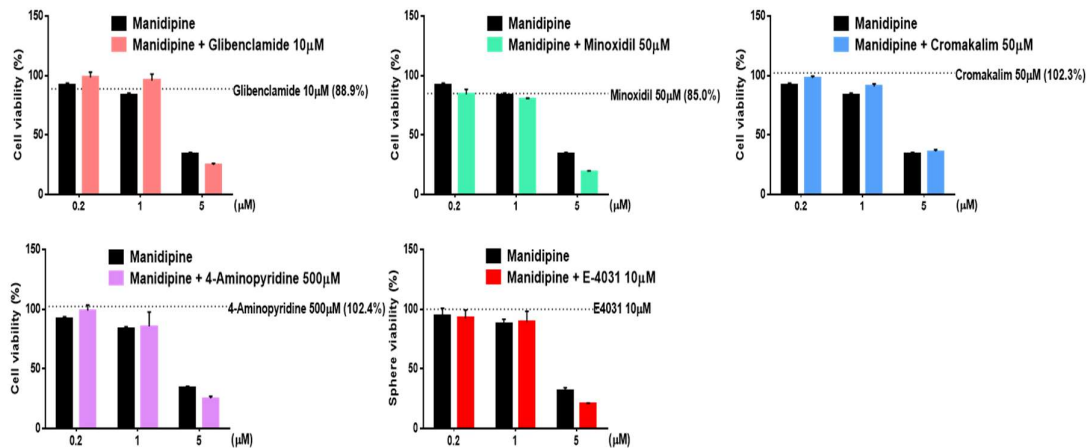 Manidipine
Manidipine + Glibenclamide 10μM
Cell viability (%)
150
100
50
0
Glibenclamide 10μM (88.9%)
0.2 1 5 (μM)
Manidipine
Manidipine + Minoxidil 50μM
Cell viability (%)
150
100
50
0
Minoxidil 50μM (85.0%)
0.2 1 5 (μM)
Manidipine
Manidipine + Cromakalim 50μM
Cell viability (%)
150
100
50
0
Cromakalim 50μM (102.3%)
0.2 1 5 (μM)
Manidipine
Manidipine + 4-Aminopyridine 500μM
Cell viability (%)
150
100
50
0
4-Aminopyridine 500μM (102.4%)
0.2 1 5 (μM)
Manidipine
Manidipine + E-4031 10μM
Sphere viability (%)
150
100
50
0
E4031 10μM
0.2 1 5 (μM)